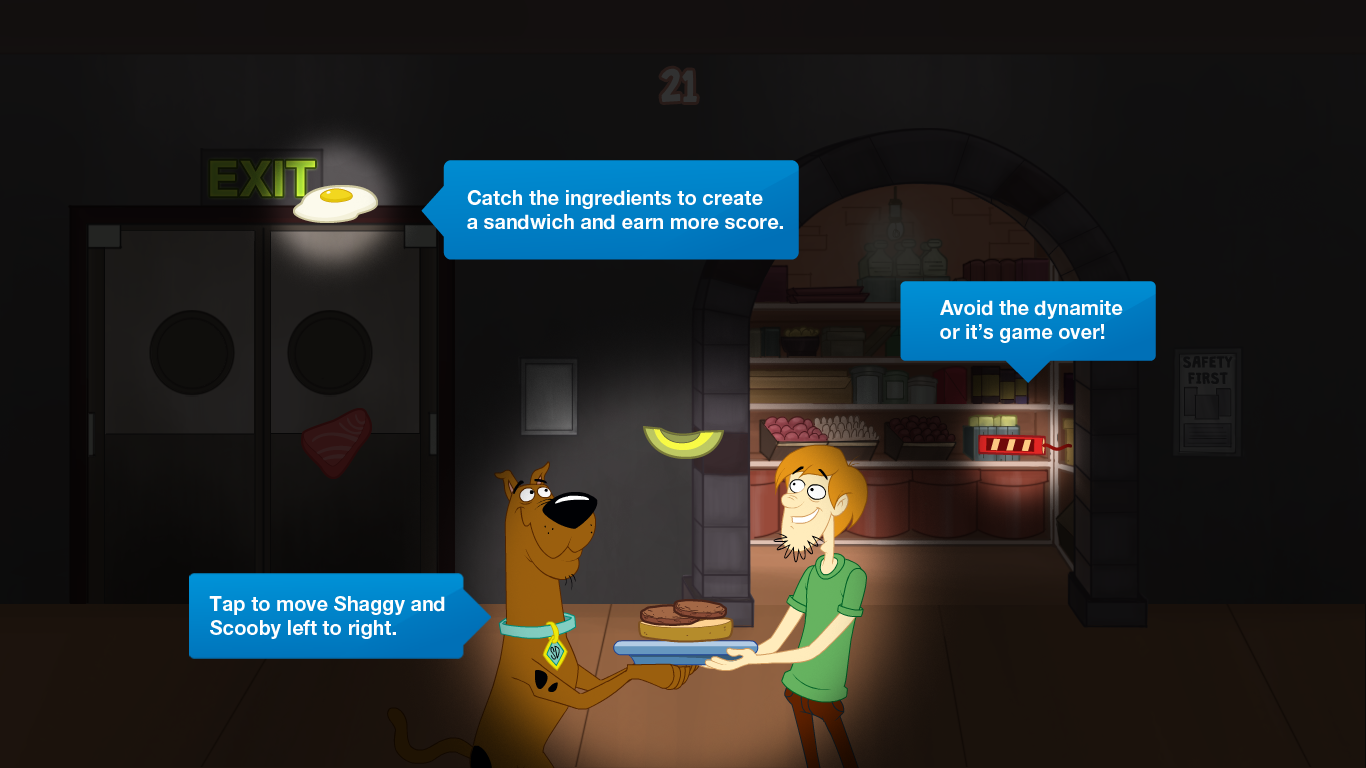 21
EXIT
Catch the ingredients to create
a sandwich and earn more score.
Avoid the dynamite
or it's game over!
SAFETY
FIRST
Tap to move Shaggy and
Scooby left to right.
SD